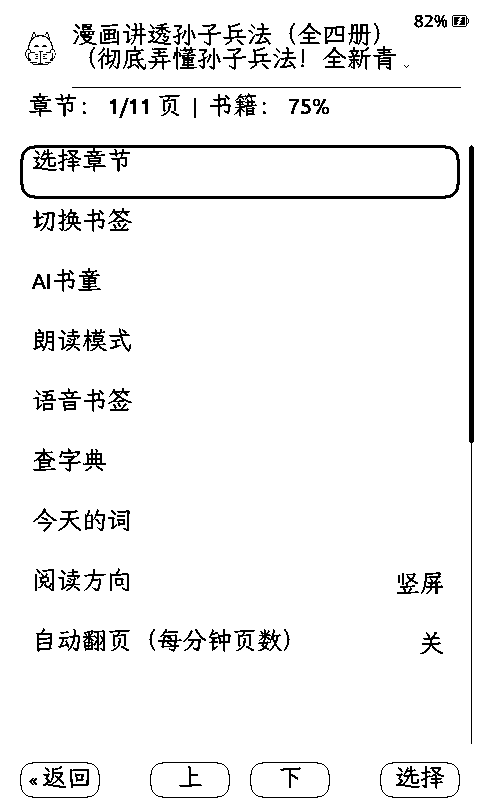 82%
漫画讲透孙子兵法（全四册）
（彻底弄懂孙子兵法！全新青
章节： 1/11 页 | 书籍： 75%
选择章节
切换书签
AI书童
朗读模式
语音书签
查字典
今天的词
阅读方向 竖屏
自动翻页（每分钟页数） 关
«返回 上 下 选择